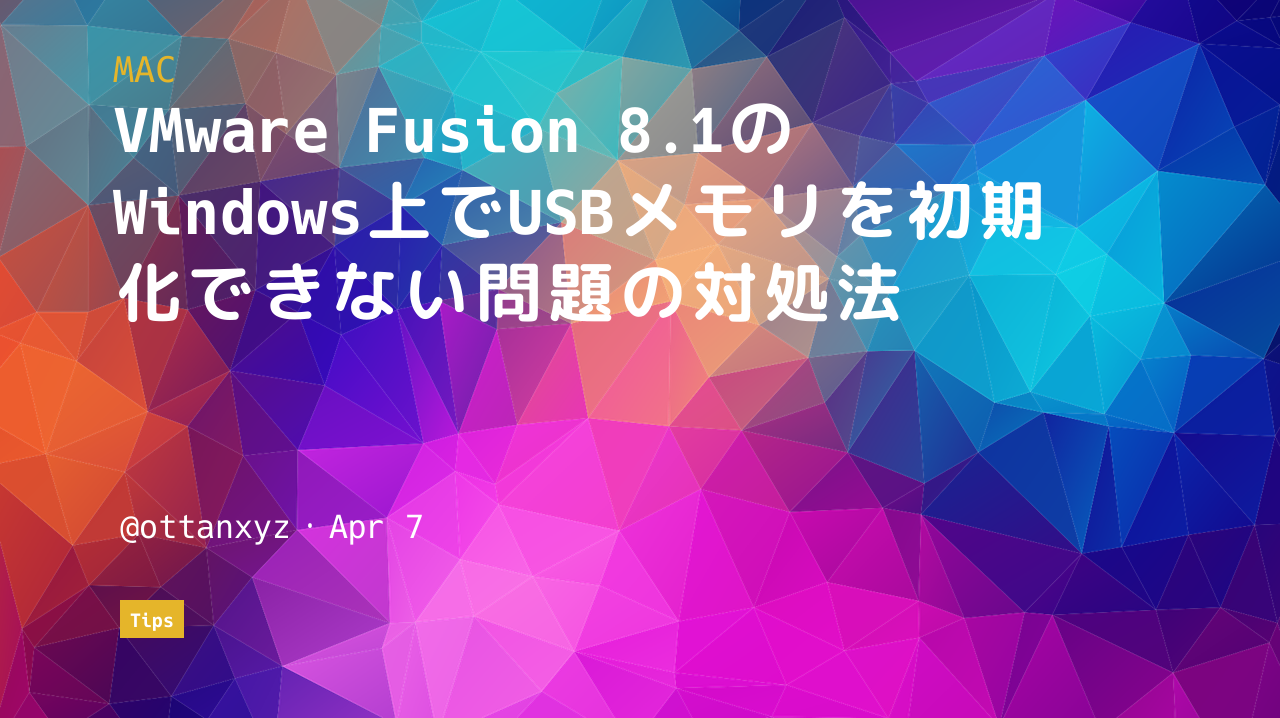 MAC
VMware Fusion 8.1の
Windows上でUSBメモリを初期
化できない問題の対処法
@ottanxyz・Apr 7
Tips